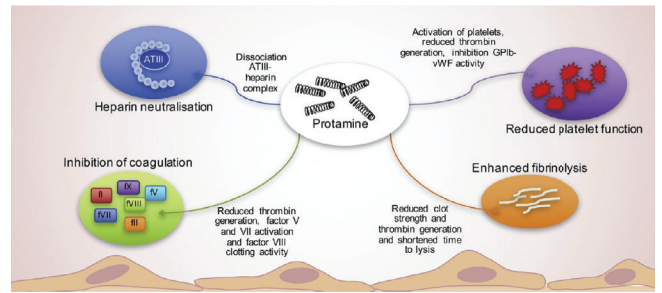 ATIII
Heparin neutralisation
Dissociation
ATIII-
heparin
complex
Activation of platelets,
reduced thrombin
generation, inhibition GPIb-
vWF activity
Reduced platelet function
Protamine
Inhibition of coagulation
fI
fX
fV
fVIII
fVII
fII
Reduced thrombin
generation, factor V
and VII activation
and factor VIII
clotting activity
Reduced clot
strength and
thrombin generation
and shortened time
to lysis
Enhanced fibrinolysis